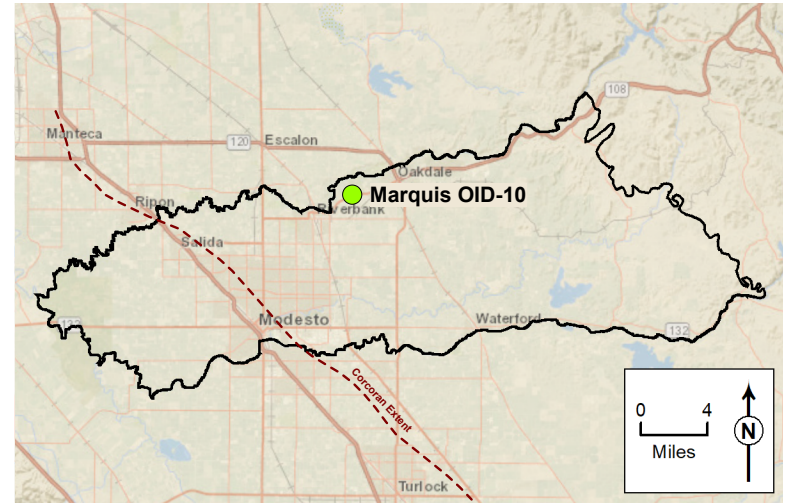 108
Manteca
120
Escalon
Oakdale
Marquis OID-10
Ripon
Riverbank
Salida
132
Modesto
Waterford
132
Corcoran Extent
0 4
Miles
N
Turlock